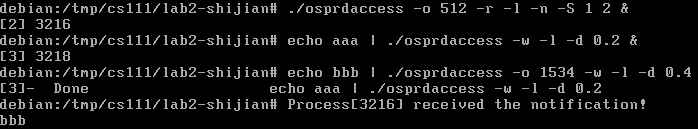 debian:/tmp/cs111/lab2-shijian# ./osprdaccess -o 512 -r -l -n -S 1 2 &
[2] 3216
debian:/tmp/cs111/lab2-shijian# echo aaa | ./osprdaccess -w -l -d 0.2 &
[3] 3218
debian:/tmp/cs111/lab2-shijian# echo bbb | ./osprdaccess -o 1534 -w -l -d 0.4
[3]-  Done                    echo aaa | ./osprdaccess -w -l -d 0.2
debian:/tmp/cs111/lab2-shijian# Process[3216] received the notification!
bbb